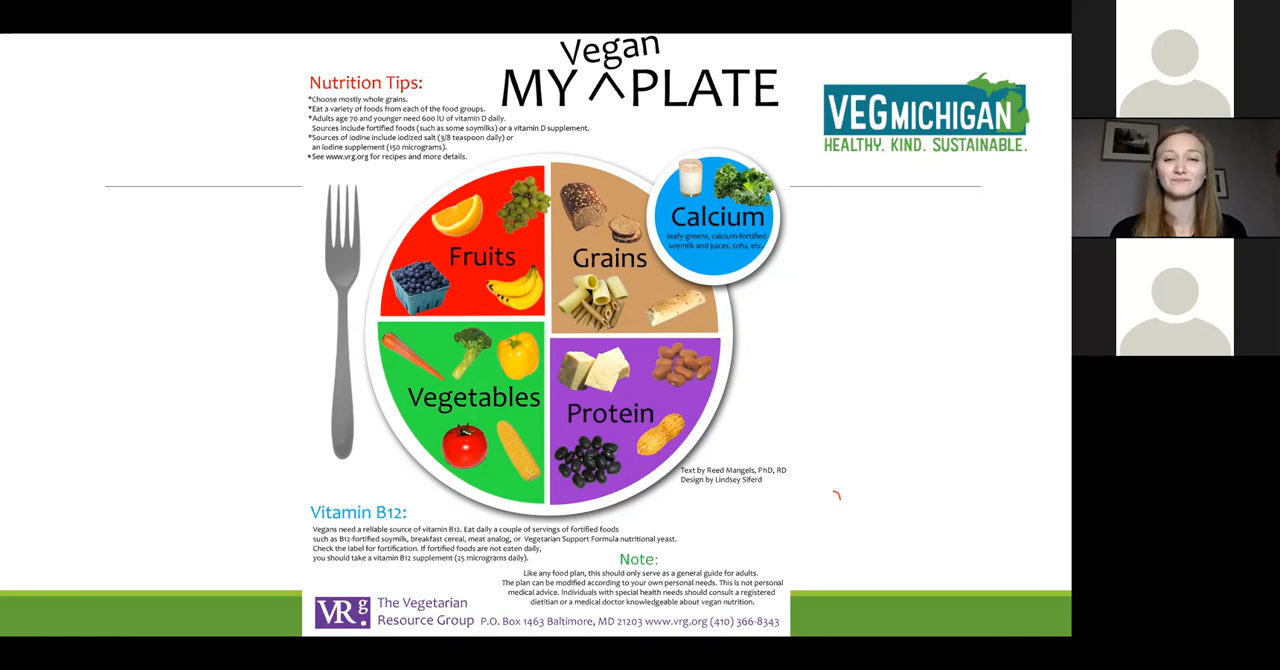 Vegan
MY ^ PLATE
Nutrition Tips:
*Choose mostly whole grains.
*Eat a variety of foods from each of the food groups.
*Adults age 70 and younger need 600 IU of vitamin D daily.
Sources include fortified foods (such as some soymilks) or a vitamin D supplement.
*Sources of iodine include iodized salt (3/8 teaspoon daily) or
an iodine supplement (150 micrograms).
*See www.vrg.org for recipes and more details.
VEGMICHIGAN
HEALTHY. KIND. SUSTAINABLE.
Calcium
leafy greens, calcium-fortified
soymilk and juices, tofu, etc.
Fruits
Grains
Vegetables
Protein
Text by Reed Mangels, PhD, RD
Design by Lindsey Siferd
Vitamin B12:
Vegans need a reliable source of vitamin B12. Eat daily a couple of servings of fortified foods
such as B12-fortified soymilk, breakfast cereal, meat analog, or Vegetarian Support Formula nutritional yeast.
Check the label for fortification. If fortified foods are not eaten daily,
you should take a vitamin B12 supplement (25 micrograms daily).
Note:
Like any food plan, this should only serve as a general guide for adults.
The plan can be modified according to your own personal needs. This is not personal
medical advice. Individuals with special health needs should consult a registered
dietitian or a medical doctor knowledgeable about vegan nutrition.
VRg.
The Vegetarian
Resource Group
P.O. Box 1463 Baltimore, MD 21203 www.vrg.org (410) 366-8343